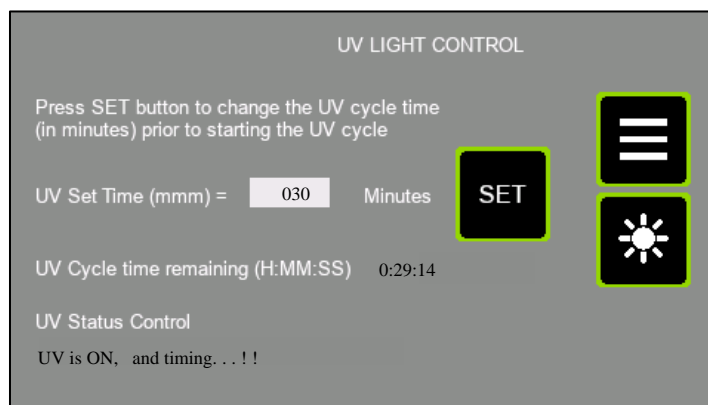 UV LIGHT CONTROL
Press SET button to change the UV cycle time
(in minutes) prior to starting the UV cycle
UV Set Time (mmm) = 030 Minutes SET
UV Cycle time remaining (H:MM:SS) 0:29:14
UV Status Control
UV is ON, and timing. . . ! !